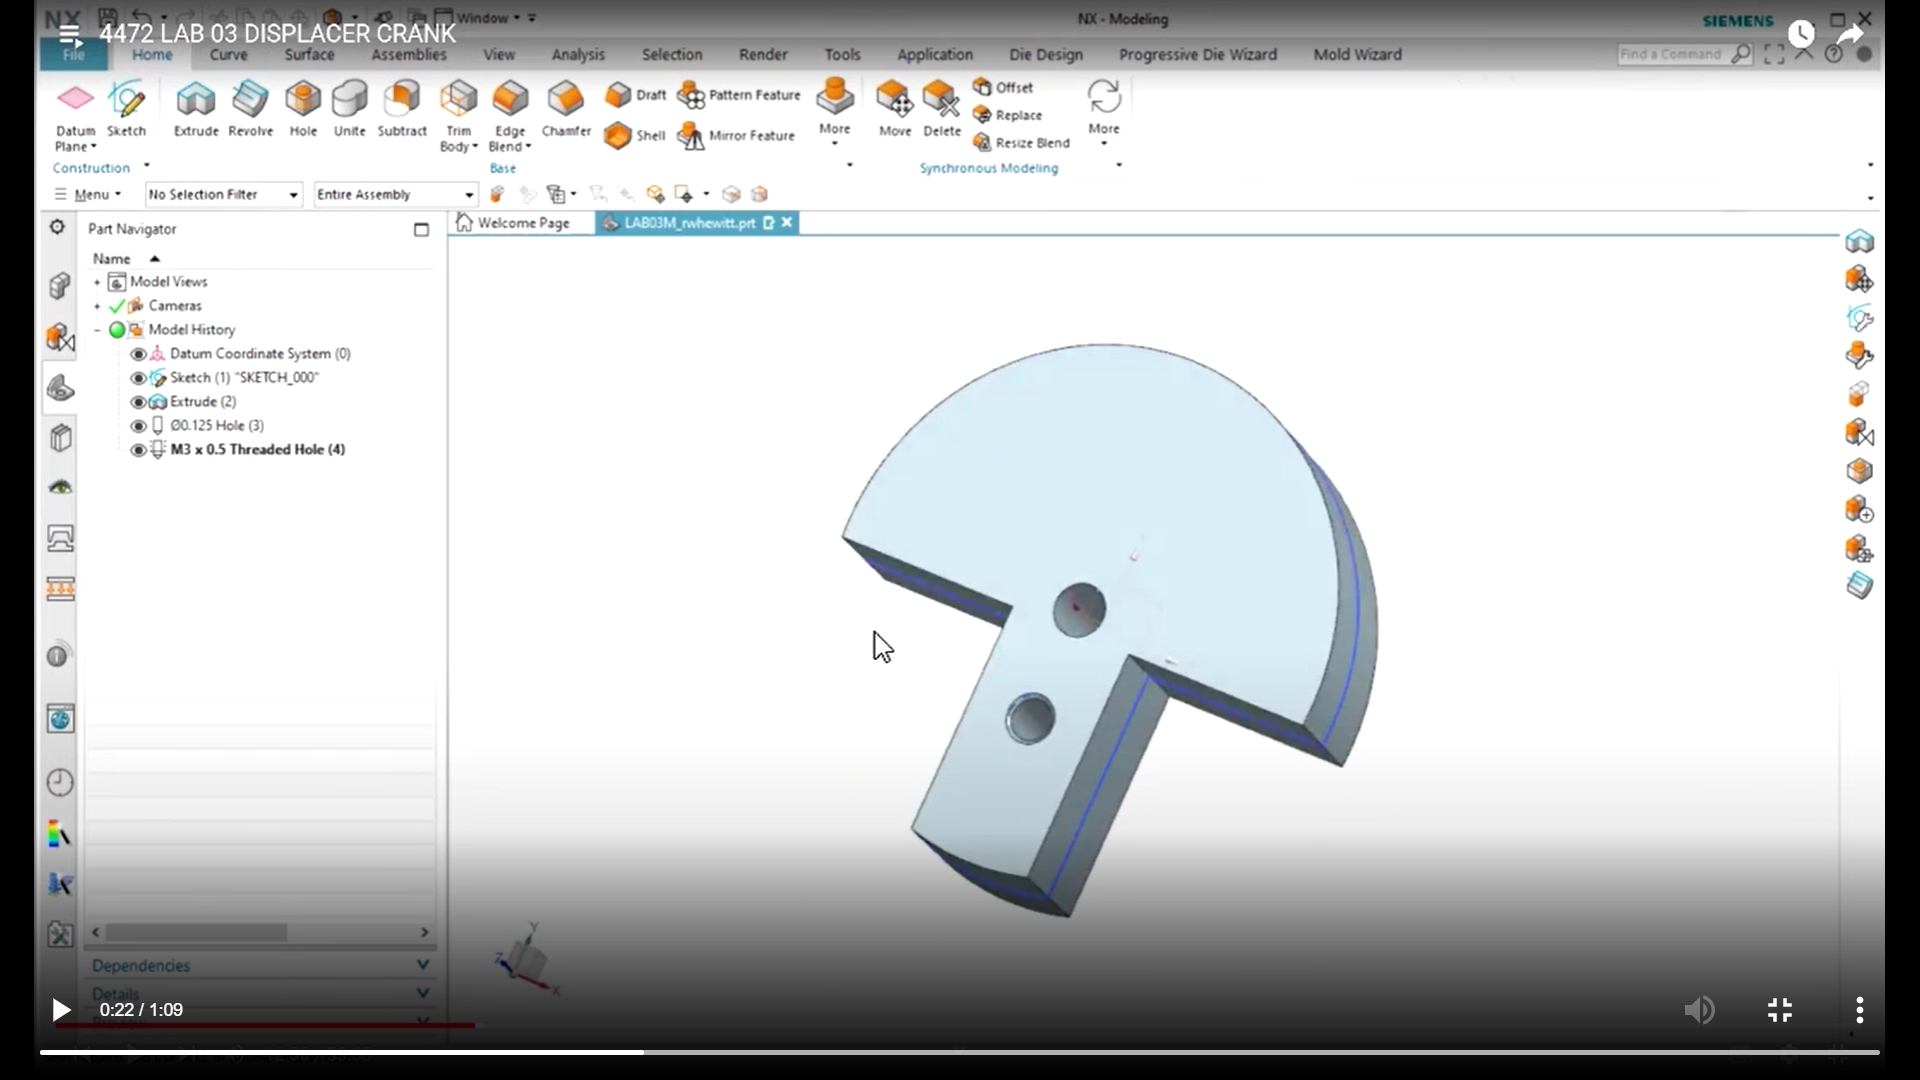 NX
Window
NX - Modeling
SIEMENS
4472 LAB 03 DISPLACER CRANK
File
Home
Curve
Surface
Assemblies
View
Analysis
Selection
Render
Tools
Application
Die Design
Progressive Die Wizard
Mold Wizard
Find a Command
Datum Plane
Sketch
Extrude
Revolve
Hole
Unite
Subtract
Trim Body
Edge Blend
Chamfer
Draft
Shell
Pattern Feature
Mirror Feature
More
Move
Delete
Offset
Replace
Resize Blend
More
Construction
Base
Synchronous Modeling
Menu
No Selection Filter
Entire Assembly
Part Navigator
Welcome Page
LAB03M_rwhewitt.prt
Name
Model Views
Cameras
Model History
Datum Coordinate System (0)
Sketch (1) "SKETCH_000"
Extrude (2)
Ø0.125 Hole (3)
M3 x 0.5 Threaded Hole (4)
Y
Z
X
Dependencies
Details
0:22 / 1:09